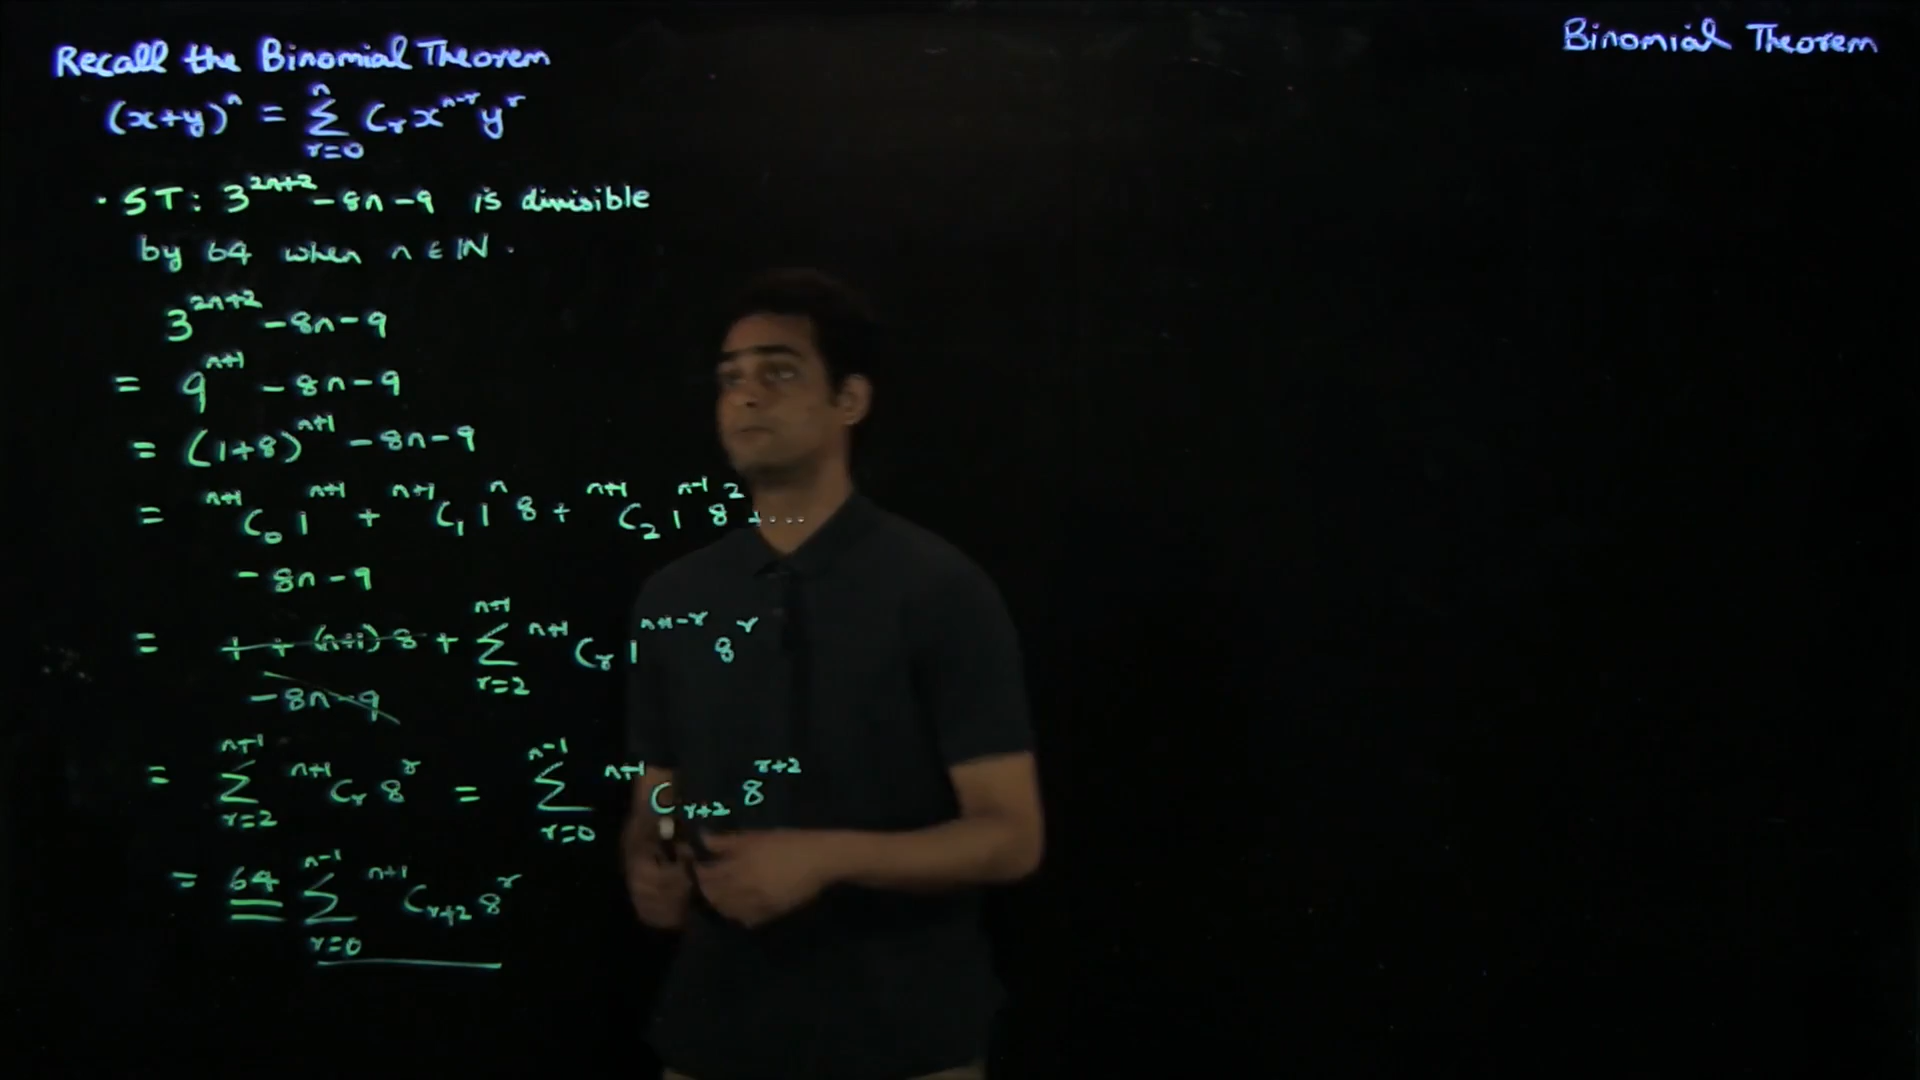 Recall the Binomial Theorem
Binomial Theorem
(x+y)^n = Σ_{r=0}^{n} C_r x^{n-r} y^r
· ST: 3^{2n+2} - 8n - 9 is divisible
by 64 when n ∈ ℕ.
3^{2n+2} - 8n - 9
= 9^{n+1} - 8n - 9
= (1+8)^{n+1} - 8n - 9
= ^{n+1}C_0 1^{n+1} + ^{n+1}C_1 1^n 8 + ^{n+1}C_2 1^{n-1} 8^2 + ...
- 8n - 9
= 1 + (n+1) 8 + Σ_{r=2}^{n+1} ^{n+1}C_r 1^{n+1-r} 8^r
- 8n - 9
= Σ_{r=2}^{n+1} ^{n+1}C_r 8^r = Σ_{r=0}^{n-1} ^{n+1}C_{r+2} 8^{r+2}
= 64 Σ_{r=0}^{n-1} ^{n+1}C_{r+2} 8^r